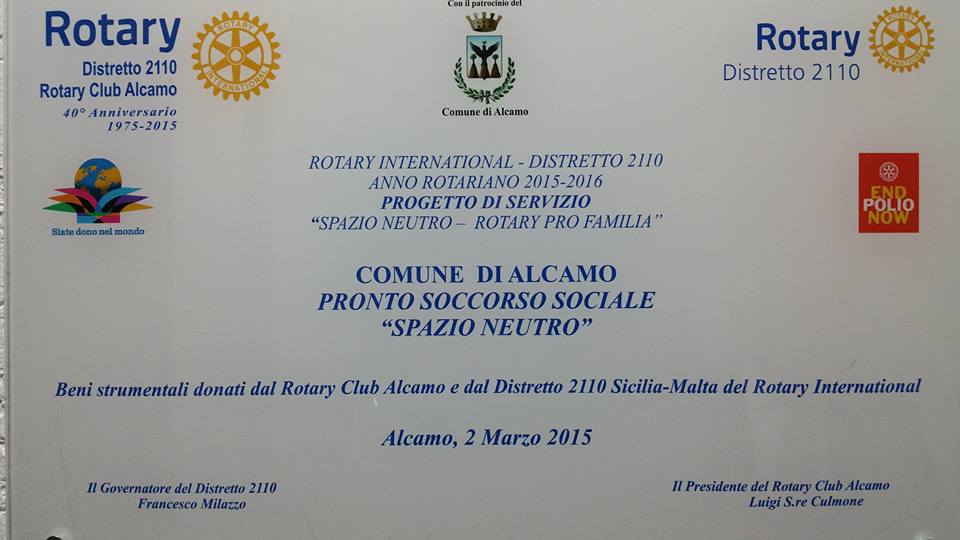 Rotary
Distretto 2110
Rotary Club Alcamo
40° Anniversario
1975-2015
ROTARY
INTERNATIONAL
Con il patrocinio del
Comune di Alcamo
Rotary
Distretto 2110
ROTARY
INTERNATIONAL
Siate dono nel mondo
END
POLIO
NOW
ROTARY INTERNATIONAL - DISTRETTO 2110
ANNO ROTARIANO 2015-2016
PROGETTO DI SERVIZIO
“SPAZIO NEUTRO – ROTARY PRO FAMILIA”
COMUNE DI ALCAMO
PRONTO SOCCORSO SOCIALE
“SPAZIO NEUTRO”
Beni strumentali donati dal Rotary Club Alcamo e dal Distretto 2110 Sicilia-Malta del Rotary International
Alcamo, 2 Marzo 2015
Il Governatore del Distretto 2110
Francesco Milazzo
Il Presidente del Rotary Club Alcamo
Luigi S.re Culmone